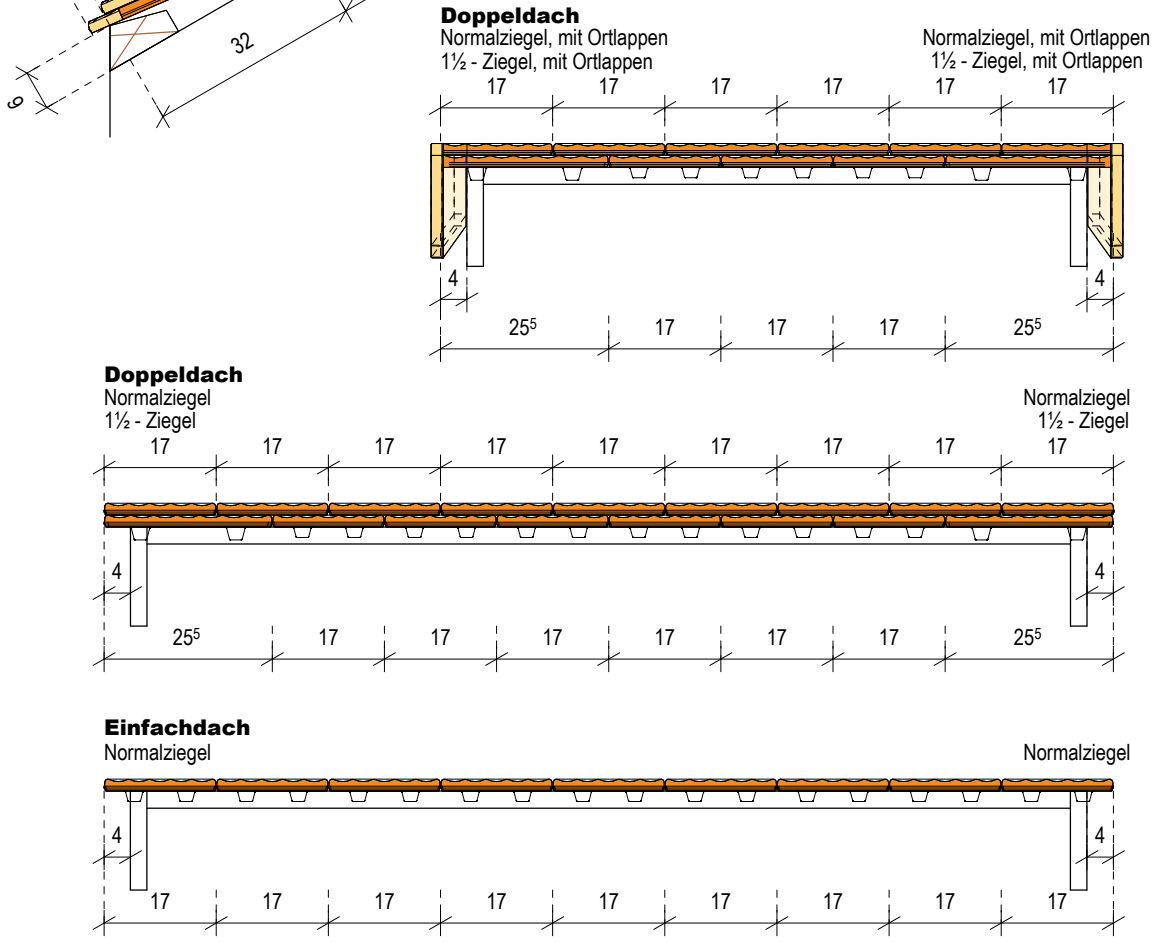 32
9
Doppeldach
Normalziegel, mit Ortlappen
1½ - Ziegel, mit Ortlappen
Normalziegel, mit Ortlappen
1½ - Ziegel, mit Ortlappen
17 17 17 17 17 17
4 4
25⁵ 17 17 17 25⁵
Doppeldach
Normalziegel
1½ - Ziegel
Normalziegel
1½ - Ziegel
17 17 17 17 17 17 17 17 17
4 4
25⁵ 17 17 17 17 17 17 25⁵
Einfachdach
Normalziegel
Normalziegel
4 4
17 17 17 17 17 17 17 17 17